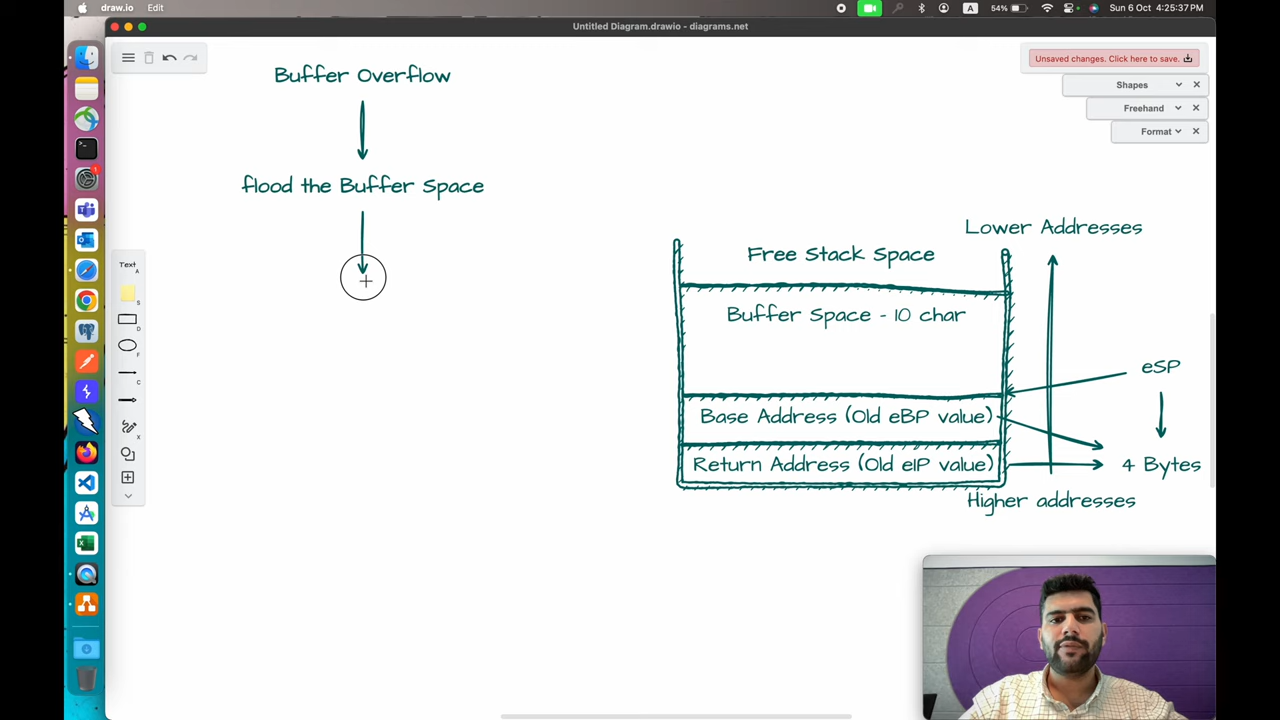 draw.io Edit
54% A Sun 6 Oct 4:25:37 PM
Untitled Diagram.drawio - diagrams.net
Unsaved changes. Click here to save.
Shapes
Freehand
Format
Text
A
S
D
F
C
X
Buffer Overflow
flood the Buffer Space
Lower Addresses
Free Stack Space
Buffer Space - 10 char
eSP
Base Address (Old eBP value)
Return Address (Old eIP value)
4 Bytes
Higher addresses